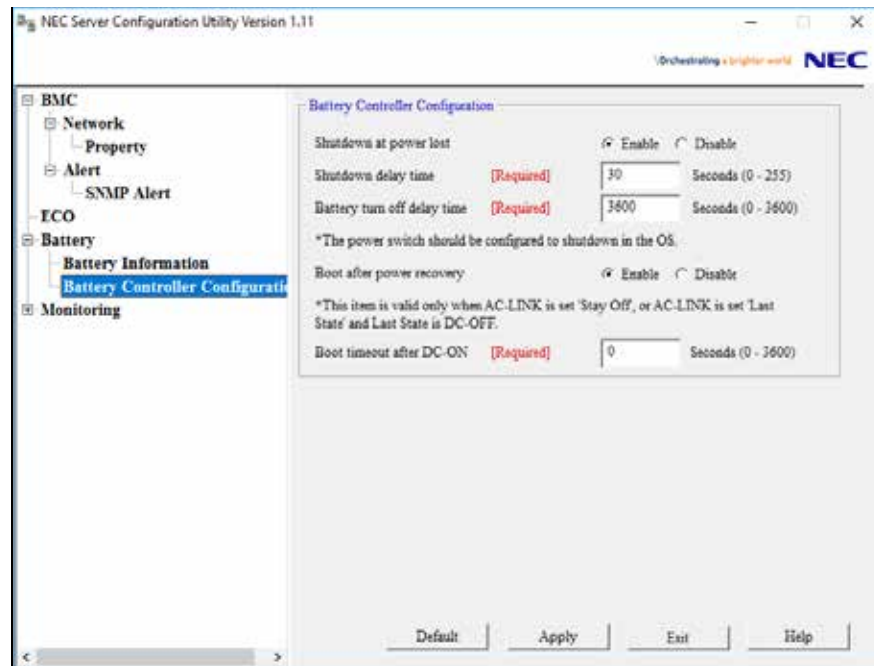 NEC Server Configuration Utility Version 1.11
\Orchestrating a brighter world NEC
BMC
Network
Property
Alert
SNMP Alert
ECO
Battery
Battery Information
Battery Controller Configuratio
Monitoring
Battery Controller Configuration
Shutdown at power lost Enable Disable
Shutdown delay time [Required] 30 Seconds (0 - 255)
Battery turn off delay time [Required] 3600 Seconds (0 - 3600)
*The power switch should be configured to shutdown in the OS.
Boot after power recovery Enable Disable
*This item is valid only when AC-LINK is set 'Stay Off', or AC-LINK is set 'Last
State' and Last State is DC-OFF.
Boot timeout after DC-ON [Required] 0 Seconds (0 - 3600)
Default Apply Exit Help